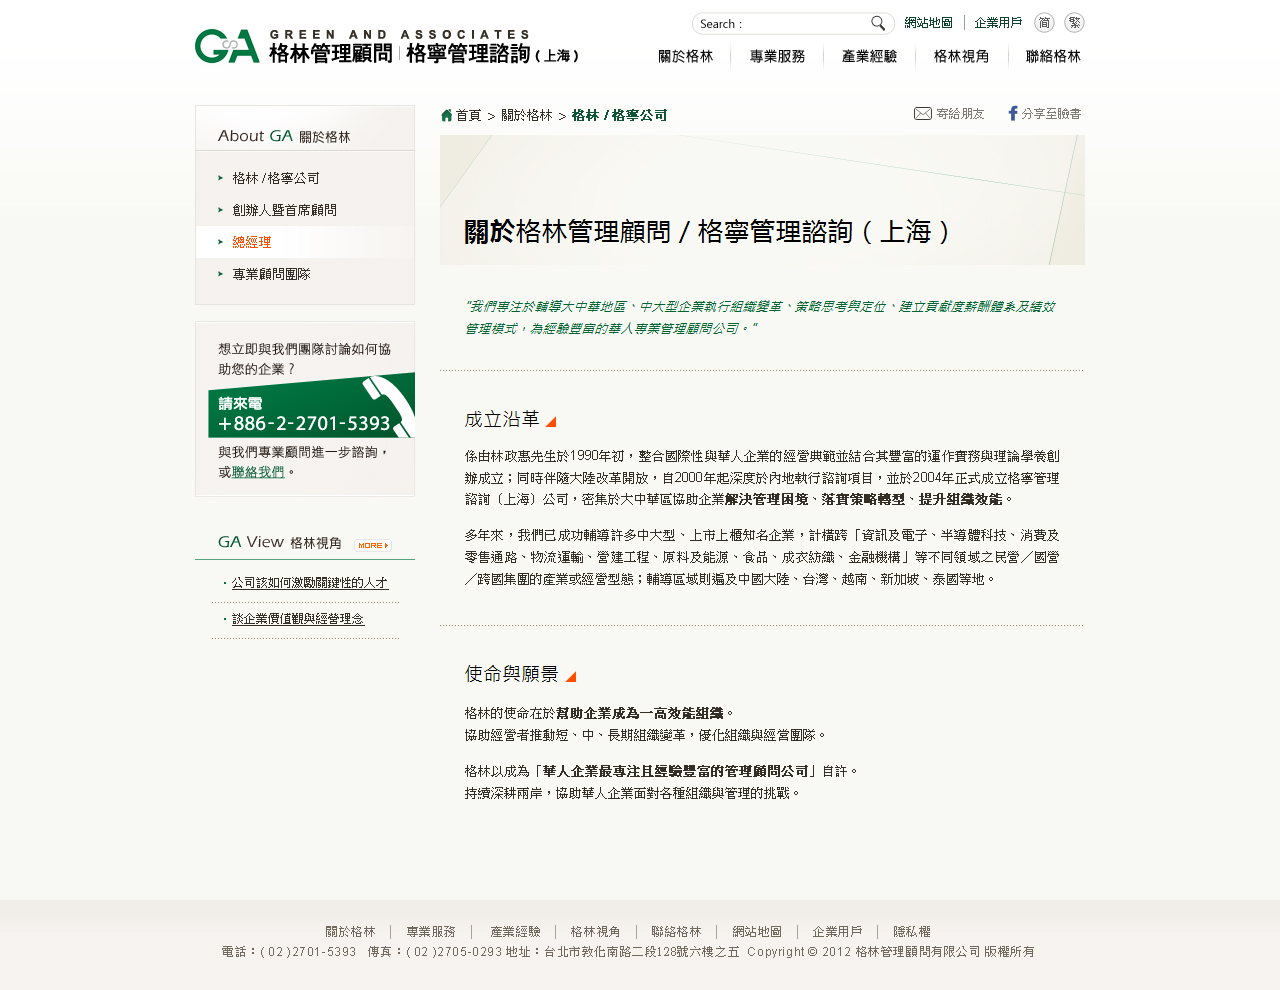 Search：
網站地圖
企業用戶
简
繁
GsA GREEN AND ASSOCIATES
格林管理顧問 | 格寧管理諮詢 ( 上海 )
關於格林
專業服務
產業經驗
格林視角
聯絡格林
About GA 關於格林
格林 /格寧公司
創辦人暨首席顧問
總經理
專業顧問團隊
想立即與我們團隊討論如何協
助您的企業？
請來電
+886-2-2701-5393
與我們專業顧問進一步諮詢，
或聯絡我們。
GA View 格林視角 MORE
公司該如何激勵關鍵性的人才
談企業價值觀與經營理念
首頁 > 關於格林 > 格林 /格寧公司
寄給朋友
分享至臉書
關於格林管理顧問 / 格寧管理諮詢 ( 上海 )
"我們專注於輔導大中華地區、中大型企業執行組織變革、策略思考與定位、建立貢獻度薪酬體系及績效
管理模式，為經驗豐富的華人專業管理顧問公司。"
成立沿革
係由林政惠先生於1990年初，整合國際性與華人企業的經營典範並結合其豐富的運作實務與理論學養創
辦成立；同時伴隨大陸改革開放，自2000年起深度於內地執行諮詢項目，並於2004年正式成立格寧管理
諮詢〔上海〕公司，密集於大中華區協助企業解決管理困境、落實策略轉型、提升組織效能。
多年來，我們已成功輔導許多中大型、上市上櫃知名企業，計橫跨「資訊及電子、半導體科技、消費及
零售通路、物流運輸、營建工程、原料及能源、食品、成衣紡織、金融機構」等不同領域之民營／國營
／跨國集團的產業或經營型態；輔導區域則遍及中國大陸、台灣、越南、新加坡、泰國等地。
使命與願景
格林的使命在於幫助企業成為一高效能組織。
協助經營者推動短、中、長期組織變革，優化組織與經營團隊。
格林以成為「華人企業最專注且經驗豐富的管理顧問公司」自許。
持續深耕兩岸，協助華人企業面對各種組織與管理的挑戰。
關於格林 | 專業服務 | 產業經驗 | 格林視角 | 聯絡格林 | 網站地圖 | 企業用戶 | 隱私權
電話：( 02 )2701-5393 傳真：( 02 )2705-0293 地址：台北市敦化南路二段128號六樓之五 Copyright © 2012 格林管理顧問有限公司 版權所有